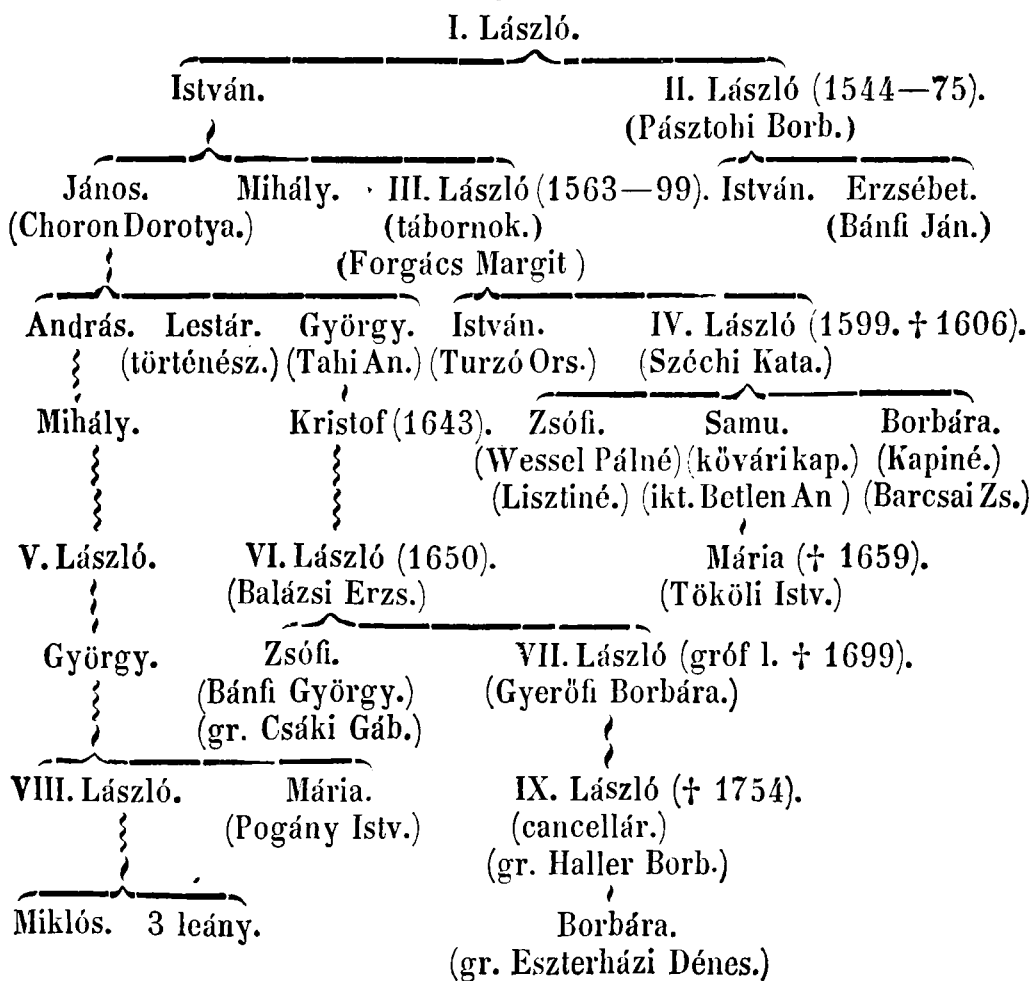 I. László.
István. II. László (1544—75).
(Pásztohi Borb.)
János. Mihály. III. László (1563—99). István. Erzsébet.
(Choron Dorotya.) (tábornok.) (Bánfi Ján.)
(Forgács Margit)
András. Lestár. György. István. IV. László (1599. † 1606).
(történész.) (Tahi An.) (Turzó Ors.) (Széchi Kata.)
Mihály. Kristof (1643). Zsófi. Samu. Borbára.
(Wessel Pálné) (kővári kap.) (Kapiné.)
(Lisztiné.) (ikt. Betlen An) (Barcsai Zs.)
V. László. VI. László (1650). Mária († 1659).
(Balázsi Erzs.) (Tököli Istv.)
György. Zsófi. VII. László (gróf l. † 1699).
(Bánfi György.) (Gyerőfi Borbára.)
(gr. Csáki Gáb.)
VIII. László. Mária. IX. László († 1754).
(Pogány Istv.) (cancellár.)
(gr. Haller Borb.)
Miklós. 3 leány. Borbára.
(gr. Eszterházi Dénes.)